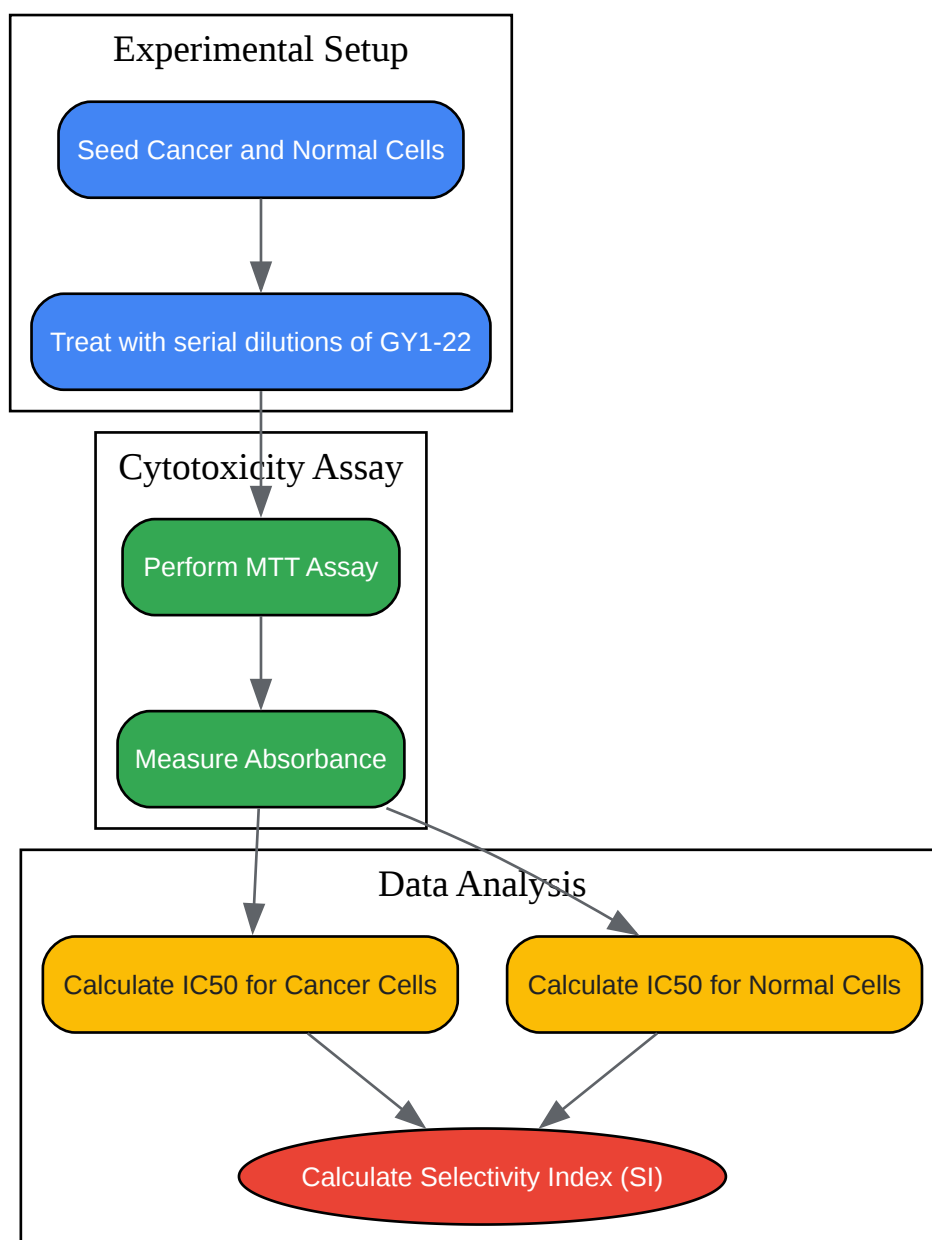 Experimental Setup
Seed Cancer and Normal Cells
Treat with serial dilutions of GY1-22
Cytotoxicity Assay
Perform MTT Assay
Measure Absorbance
Data Analysis
Calculate IC50 for Cancer Cells
Calculate IC50 for Normal Cells
Calculate Selectivity Index (SI)